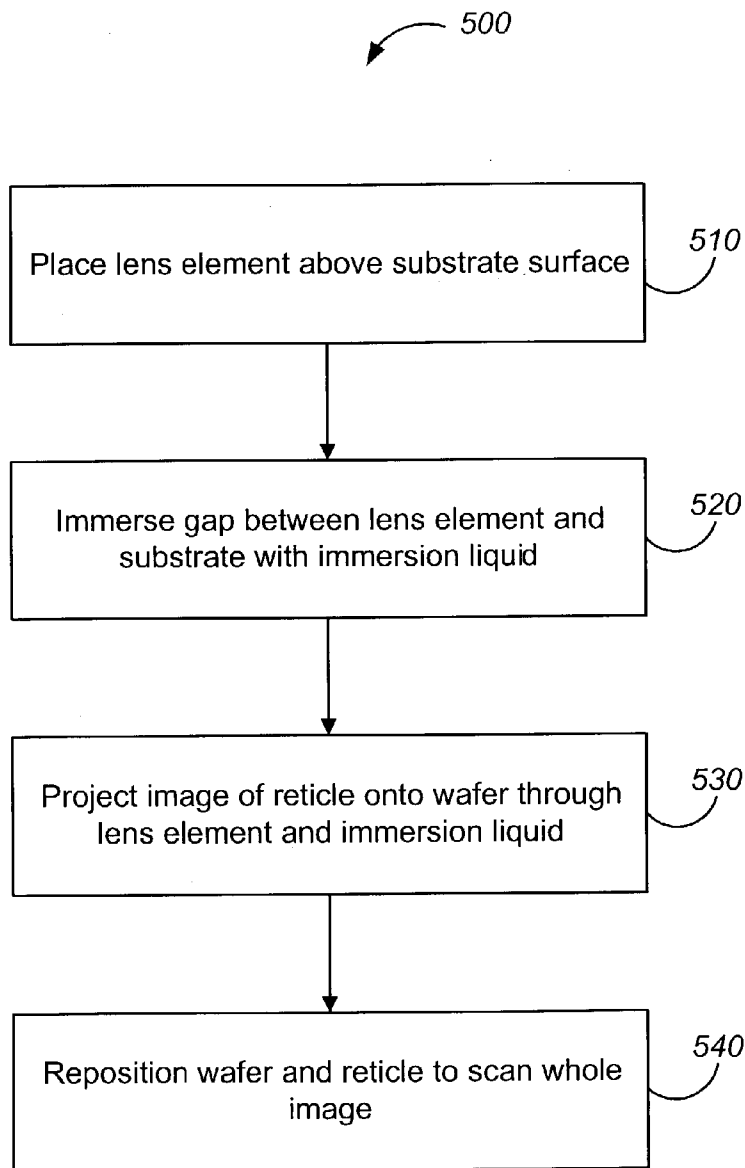 500
Place lens element above substrate surface
510
Immerse gap between lens element and
substrate with immersion liquid
520
Project image of reticle onto wafer through
lens element and immersion liquid
530
Reposition wafer and reticle to scan whole
image
540